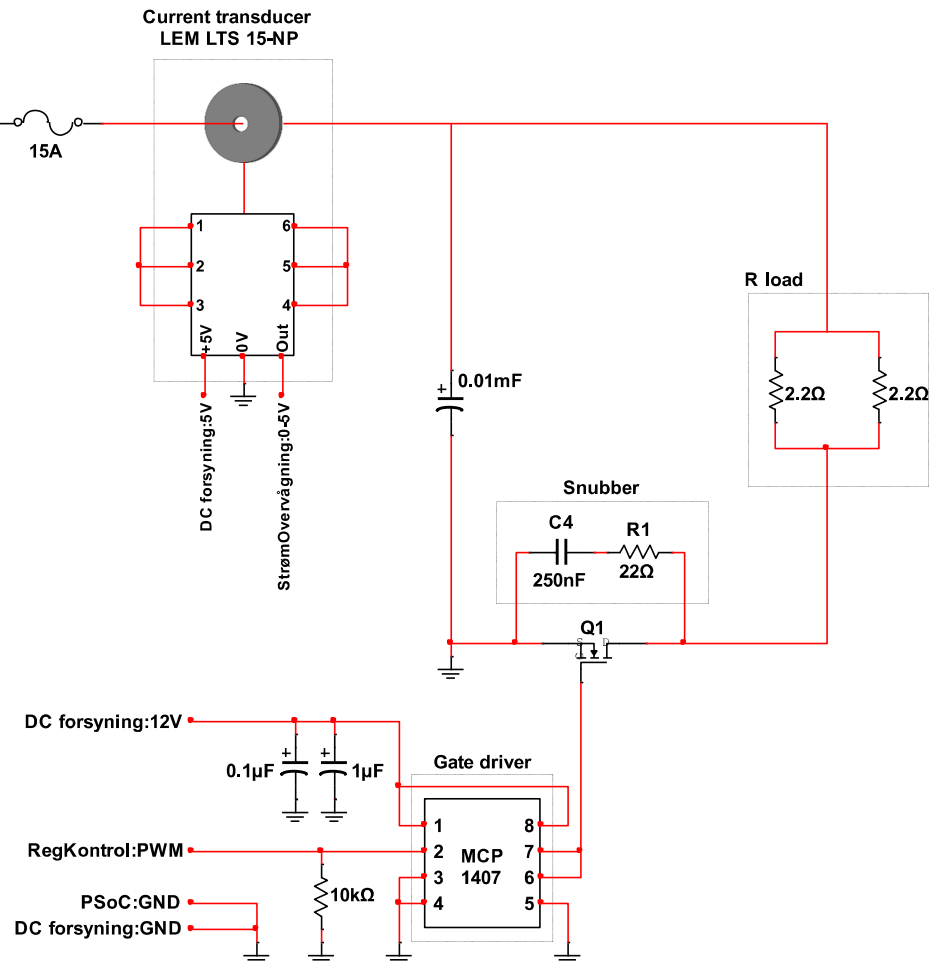 Current transducer
LEM LTS 15-NP
15A
1
6
2
5
3
4
+5V
0V
Out
DC forsyning:5V
StrømOvervågning:0-5V
+
0.01mF
R load
2.2Ω
2.2Ω
Snubber
C4
R1
250nF
22Ω
Q1
S
D
G
DC forsyning:12V
+
0.1µF
+
1µF
Gate driver
1
8
RegKontrol:PWM
2
7
MCP
1407
3
6
10kΩ
PSoC:GND
4
5
DC forsyning:GND